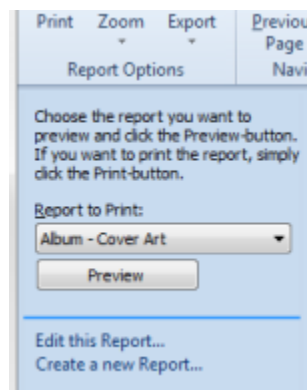 Print Zoom Export Previou
Page
Report Options Navi
Choose the report you want to
preview and click the Preview-button.
If you want to print the report, simply
click the Print-button.
Report to Print:
Album - Cover Art
Preview
Edit this Report...
Create a new Report...